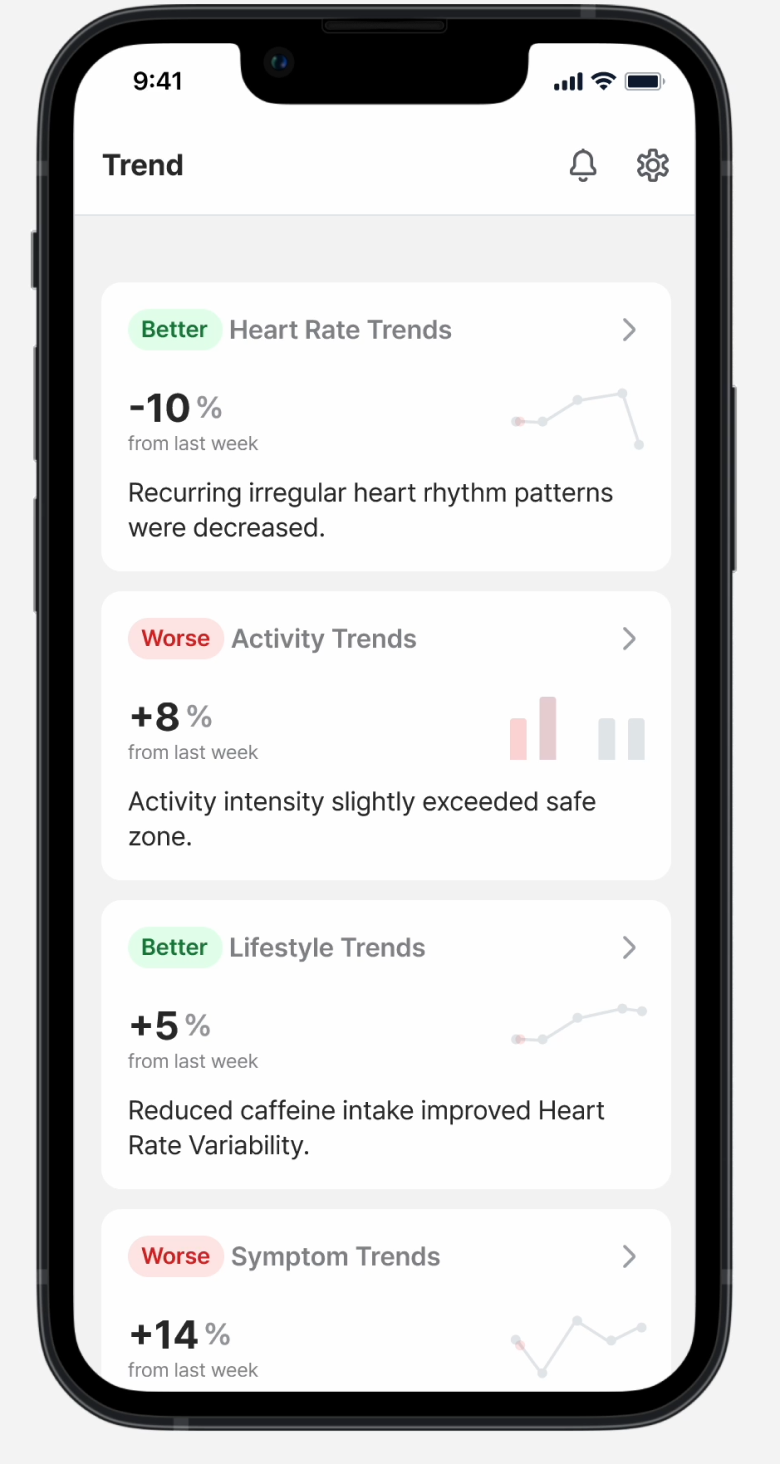 9:41
Trend
Better Heart Rate Trends
-10 %
from last week
Recurring irregular heart rhythm patterns
were decreased.
Worse Activity Trends
+8 %
from last week
Activity intensity slightly exceeded safe
zone.
Better Lifestyle Trends
+5 %
from last week
Reduced caffeine intake improved Heart
Rate Variability.
Worse Symptom Trends
+14 %
from last week